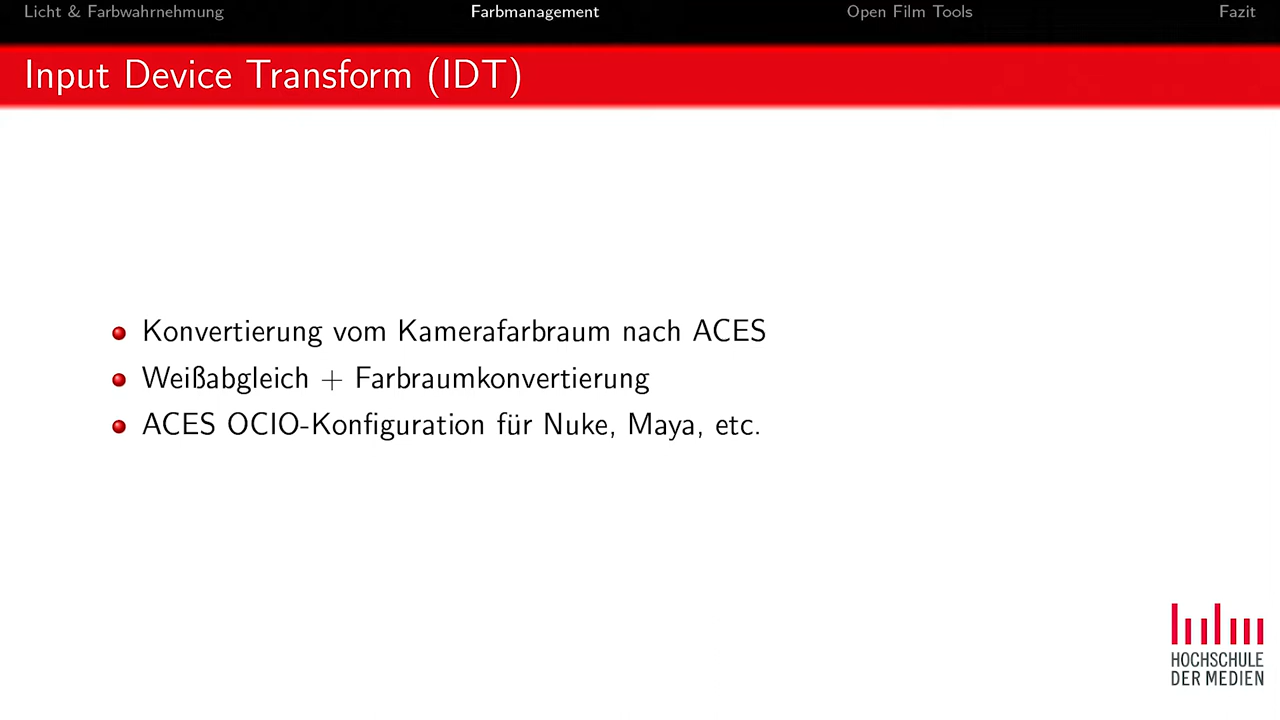 Licht & Farbwahrnehmung Farbmanagement Open Film Tools Fazit
Input Device Transform (IDT)
Konvertierung vom Kamerafarbraum nach ACES
Weißabgleich + Farbraumkonvertierung
ACES OCIO-Konfiguration für Nuke, Maya, etc.
HOCHSCHULE
DER MEDIEN